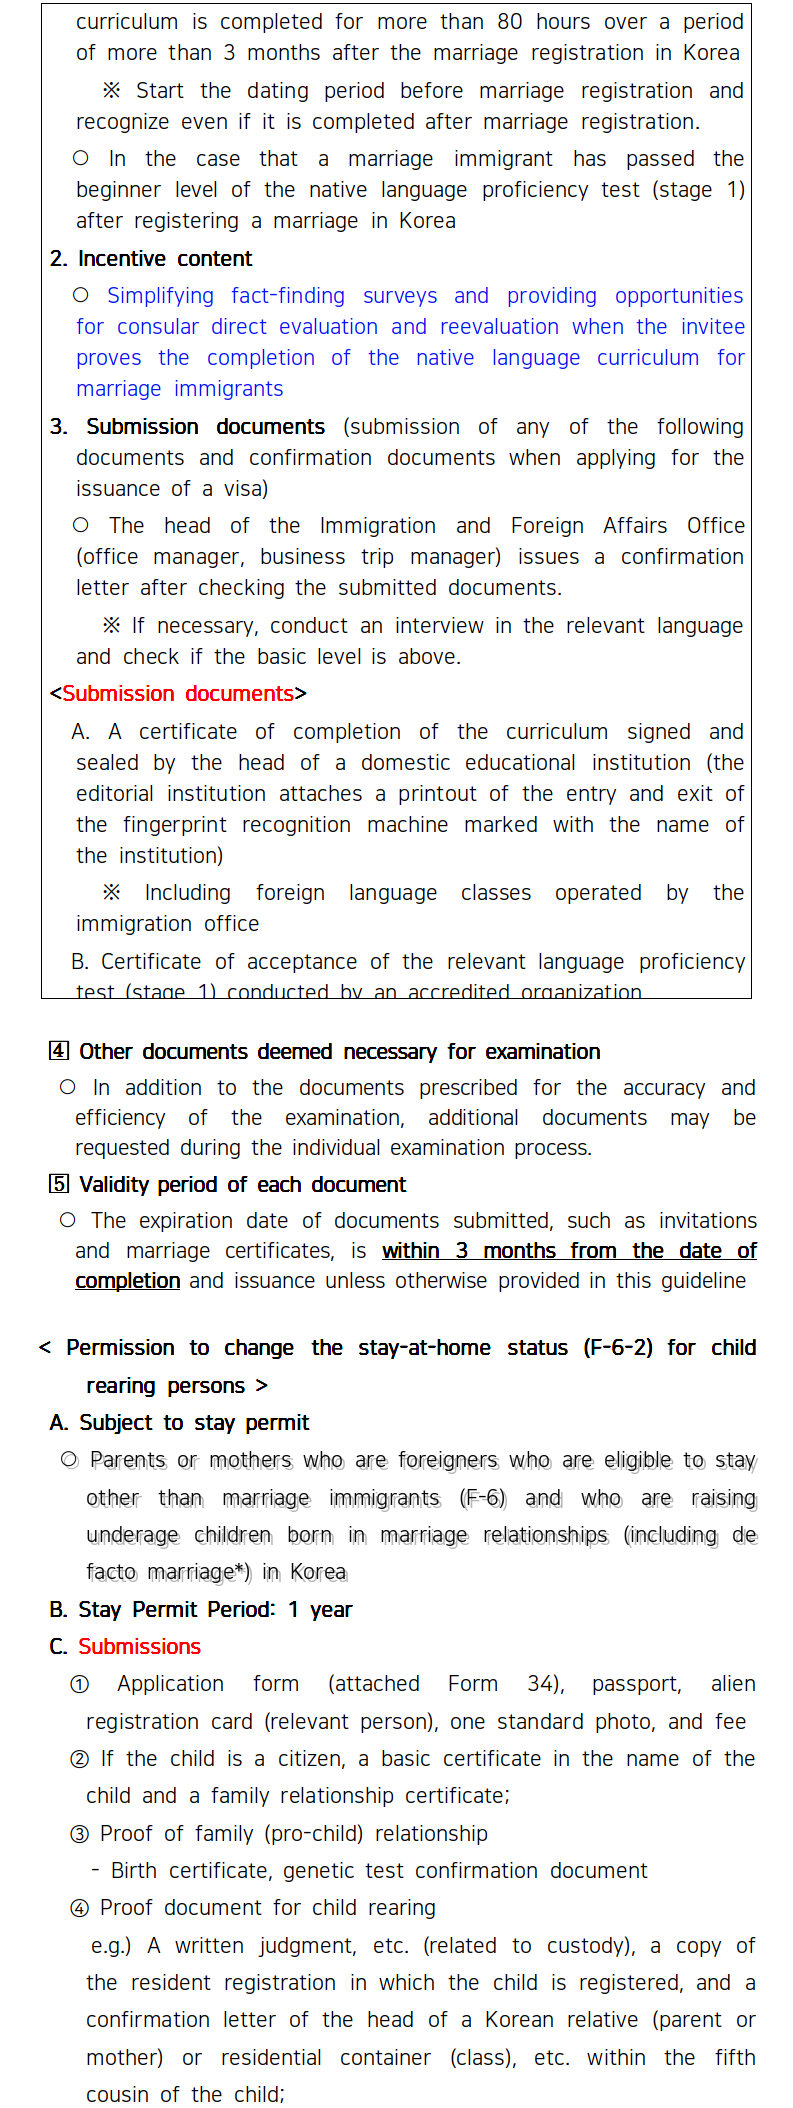 curriculum is completed for more than 80 hours over a period
of more than 3 months after the marriage registration in Korea
※ Start the dating period before marriage registration and
recognize even if it is completed after marriage registration.
○ In the case that a marriage immigrant has passed the
beginner level of the native language proficiency test (stage 1)
after registering a marriage in Korea
2. Incentive content
○ Simplifying fact-finding surveys and providing opportunities
for consular direct evaluation and reevaluation when the invitee
proves the completion of the native language curriculum for
marriage immigrants
3. Submission documents (submission of any of the following
documents and confirmation documents when applying for the
issuance of a visa)
○ The head of the Immigration and Foreign Affairs Office
(office manager, business trip manager) issues a confirmation
letter after checking the submitted documents.
※ If necessary, conduct an interview in the relevant language
and check if the basic level is above.
<Submission documents>
A. A certificate of completion of the curriculum signed and
sealed by the head of a domestic educational institution (the
editorial institution attaches a printout of the entry and exit of
the fingerprint recognition machine marked with the name of
the institution)
※ Including foreign language classes operated by the
immigration office
B. Certificate of acceptance of the relevant language proficiency
test (stage 1) conducted by an accredited organization
4 Other documents deemed necessary for examination
○ In addition to the documents prescribed for the accuracy and
efficiency of the examination, additional documents may be
requested during the individual examination process.
5 Validity period of each document
○ The expiration date of documents submitted, such as invitations
and marriage certificates, is within 3 months from the date of
completion and issuance unless otherwise provided in this guideline
< Permission to change the stay-at-home status (F-6-2) for child
rearing persons >
A. Subject to stay permit
○ Parents or mothers who are foreigners who are eligible to stay
other than marriage immigrants (F-6) and who are raising
underage children born in marriage relationships (including de
facto marriage*) in Korea
B. Stay Permit Period: 1 year
C. Submissions
① Application form (attached Form 34), passport, alien
registration card (relevant person), one standard photo, and fee
② If the child is a citizen, a basic certificate in the name of the
child and a family relationship certificate;
③ Proof of family (pro-child) relationship
- Birth certificate, genetic test confirmation document
④ Proof document for child rearing
e.g.) A written judgment, etc. (related to custody), a copy of
the resident registration in which the child is registered, and a
confirmation letter of the head of a Korean relative (parent or
mother) or residential container (class), etc. within the fifth
cousin of the child;